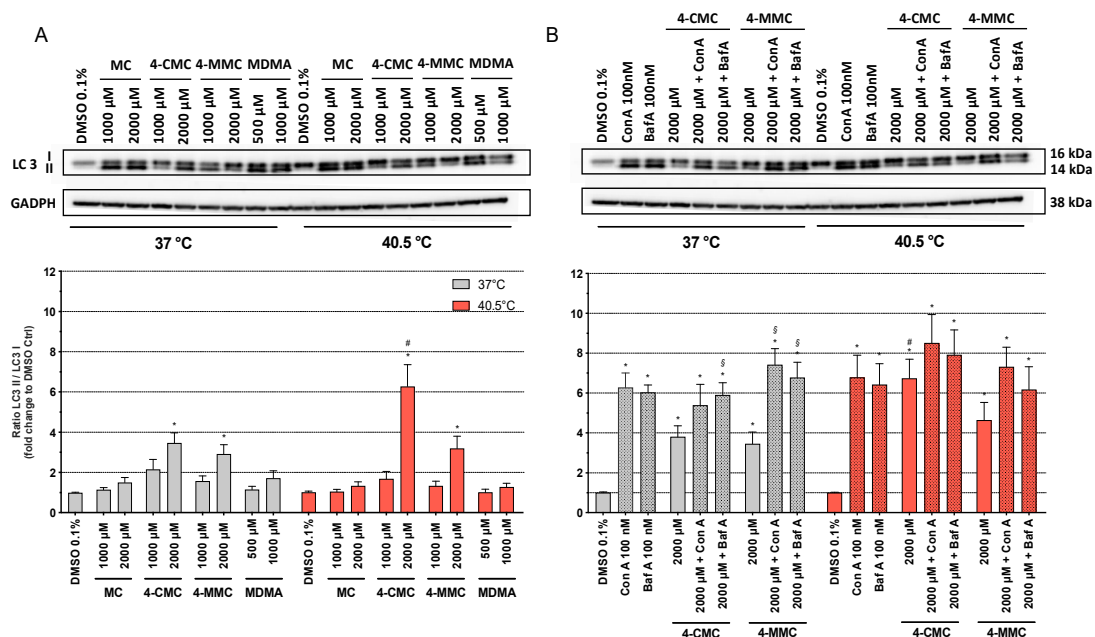 A
MC 4-CMC 4-MMC MDMA
DMSO 0.1% 1000 µM 2000 µM 1000 µM 2000 µM 1000 µM 2000 µM 500 µM 1000 µM DMSO 0.1% 1000 µM 2000 µM 1000 µM 2000 µM 1000 µM 2000 µM 500 µM 1000 µM
MC 4-CMC 4-MMC MDMA
LC 3 I
II
GADPH
37 °C 40.5 °C
Ratio LC3 II / LC3 I
(fold change to DMSO Ctrl)
12
10
8
6
4
2
0
37°C
40.5°C
* * # * *
DMSO 0.1% 1000 µM 2000 µM 1000 µM 2000 µM 1000 µM 2000 µM 500 µM 1000 µM DMSO 0.1% 1000 µM 2000 µM 1000 µM 2000 µM 1000 µM 2000 µM 500 µM 1000 µM
MC 4-CMC 4-MMC MDMA MC 4-CMC 4-MMC MDMA
B
4-CMC 4-MMC 4-CMC 4-MMC
DMSO 0.1% Con A 100nM BafA 100nM 2000 µM 2000 µM + ConA 2000 µM + BafA 2000 µM 2000 µM + ConA 2000 µM + BafA DMSO 0.1% Con A 100nM BafA 100nM 2000 µM 2000 µM + ConA 2000 µM + BafA 2000 µM 2000 µM + ConA 2000 µM + BafA
16 kDa
14 kDa
38 kDa
37 °C 40.5 °C
12
10
8
6
4
2
0
* * * * § * * § * § * * * # * * * * * *
DMSO 0.1% Con A 100 nM Baf A 100 nM 2000 µM 2000 µM + Con A 2000 µM + Baf A 2000 µM 2000 µM + Con A 2000 µM + Baf A DMSO 0.1% Con A 100 nM Baf A 100 nM 2000 µM 2000 µM + Con A 2000 µM + Baf A 2000 µM 2000 µM + Con A 2000 µM + Baf A
4-CMC 4-MMC 4-CMC 4-MMC